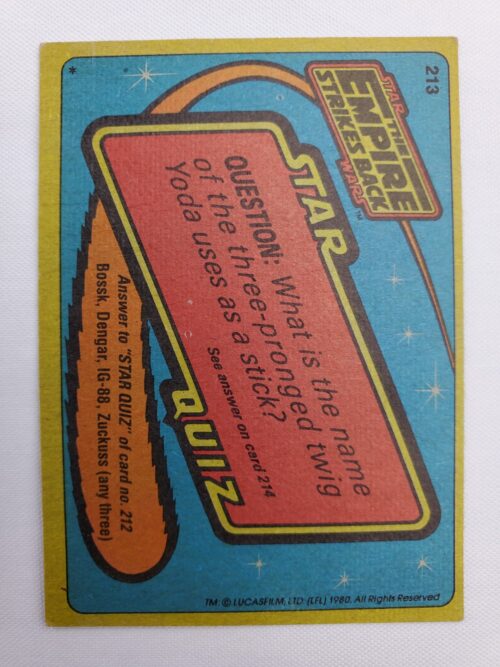 213
STAR
THE
EMPIRE
STRIKES BACK
WARS™
STAR
QUESTION: What is the name
of the three-pronged twig
Yoda uses as a stick?
See answer on card 214
QUIZ
Answer to "STAR QUIZ" of card no. 212
Bossk, Dengar, IG-88, Zuckuss (any three)
*
TM: © LUCASFILM, LTD. (LFL) 1980. All Rights Reserved